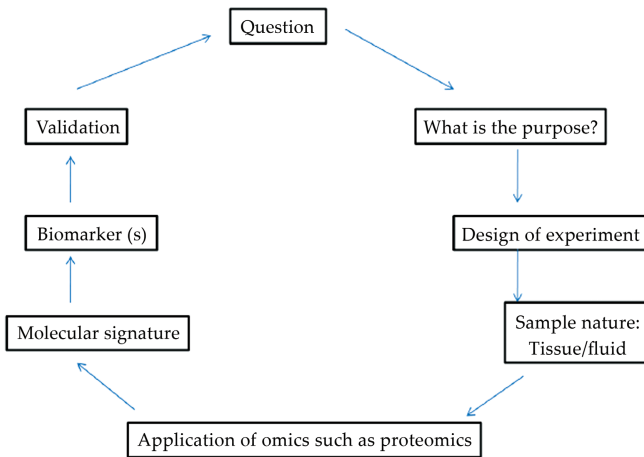 Question
What is the purpose?
Design of experiment
Sample nature:
Tissue/fluid
Application of omics such as proteomics
Molecular signature
Biomarker (s)
Validation